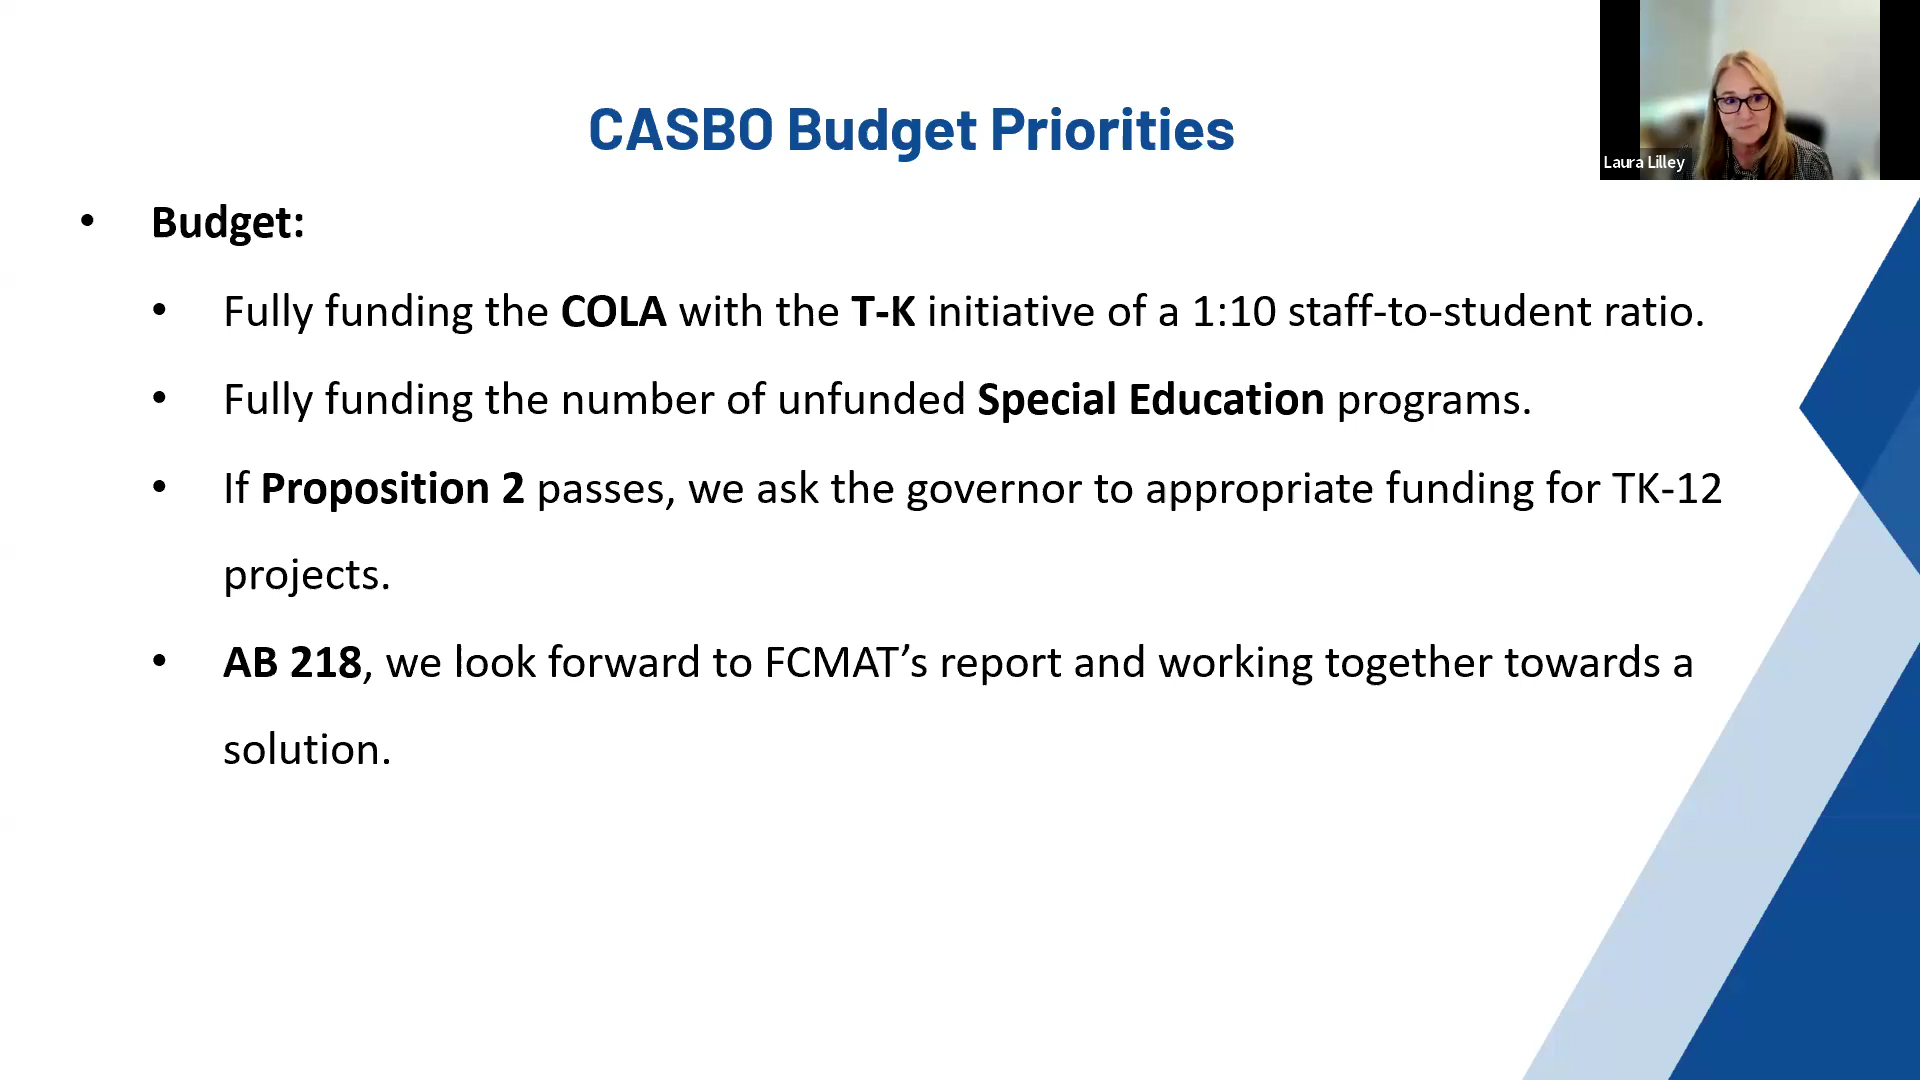 CASBO Budget Priorities
Laura Lilley
• Budget:
• Fully funding the COLA with the T-K initiative of a 1:10 staff-to-student ratio.
• Fully funding the number of unfunded Special Education programs.
• If Proposition 2 passes, we ask the governor to appropriate funding for TK-12
projects.
• AB 218, we look forward to FCMAT’s report and working together towards a
solution.